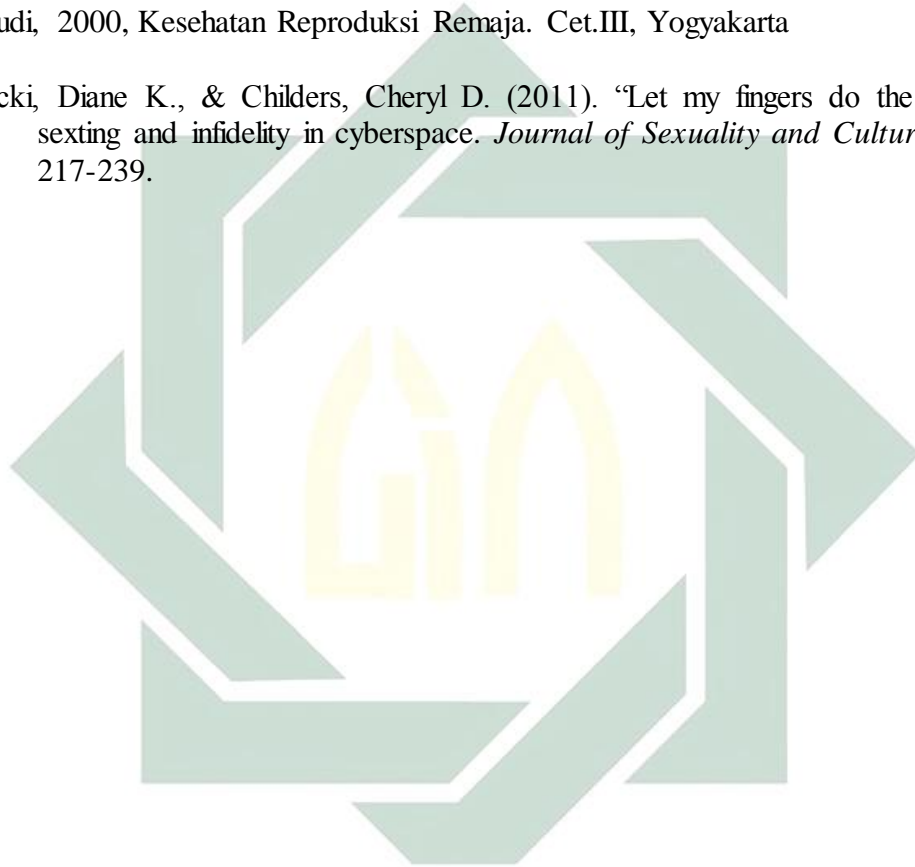 udi, 2000, Kesehatan Reproduksi Remaja. Cet.III, Yogyakarta
cki, Diane K., & Childers, Cheryl D. (2011). “Let my fingers do the
sexting and infidelity in cyberspace. Journal of Sexuality and Cultur
217-239.